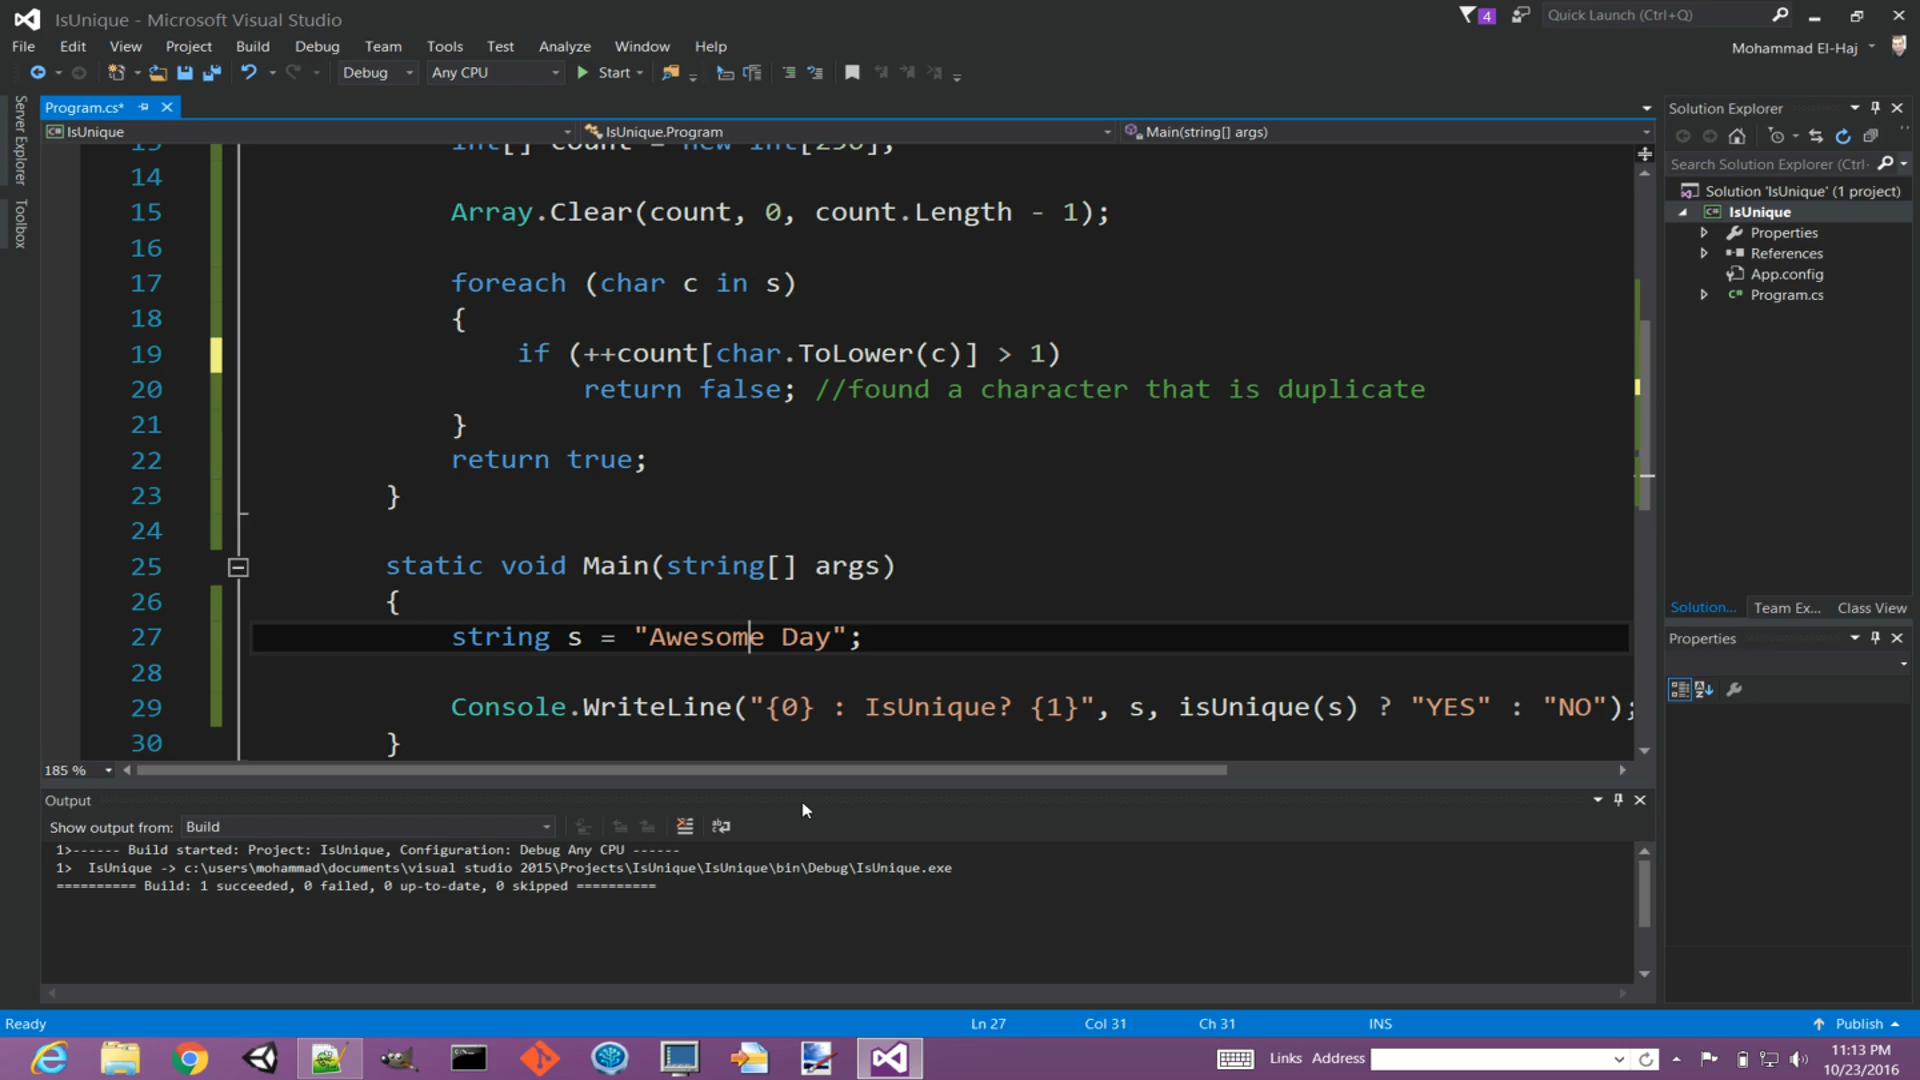 IsUnique - Microsoft Visual Studio
4
Quick Launch (Ctrl+Q)
File Edit View Project Build Debug Team Tools Test Analyze Window Help
Mohammad El-Haj
Debug Any CPU Start
Server Explorer
Toolbox
Program.cs*
IsUnique IsUnique.Program Main(string[] args)
int[] count = new int[256];
14
15 Array.Clear(count, 0, count.Length - 1);
16
17 foreach (char c in s)
18 {
19 if (++count[char.ToLower(c)] > 1)
20 return false; //found a character that is duplicate
21 }
22 return true;
23 }
24
25 static void Main(string[] args)
26 {
27 string s = "Awesome Day";
28
29 Console.WriteLine("{0} : IsUnique? {1}", s, isUnique(s) ? "YES" : "NO");
30 }
185 %
Output
Show output from: Build
1>------ Build started: Project: IsUnique, Configuration: Debug Any CPU ------
1>  IsUnique -> c:\users\mohammad\documents\visual studio 2015\Projects\IsUnique\IsUnique\bin\Debug\IsUnique.exe
========== Build: 1 succeeded, 0 failed, 0 up-to-date, 0 skipped ==========
Solution Explorer
Search Solution Explorer (Ctrl-
Solution 'IsUnique' (1 project)
IsUnique
Properties
References
App.config
Program.cs
Solution... Team Ex... Class View
Properties
Ready Ln 27 Col 31 Ch 31 INS Publish
Links Address
11:13 PM
10/23/2016